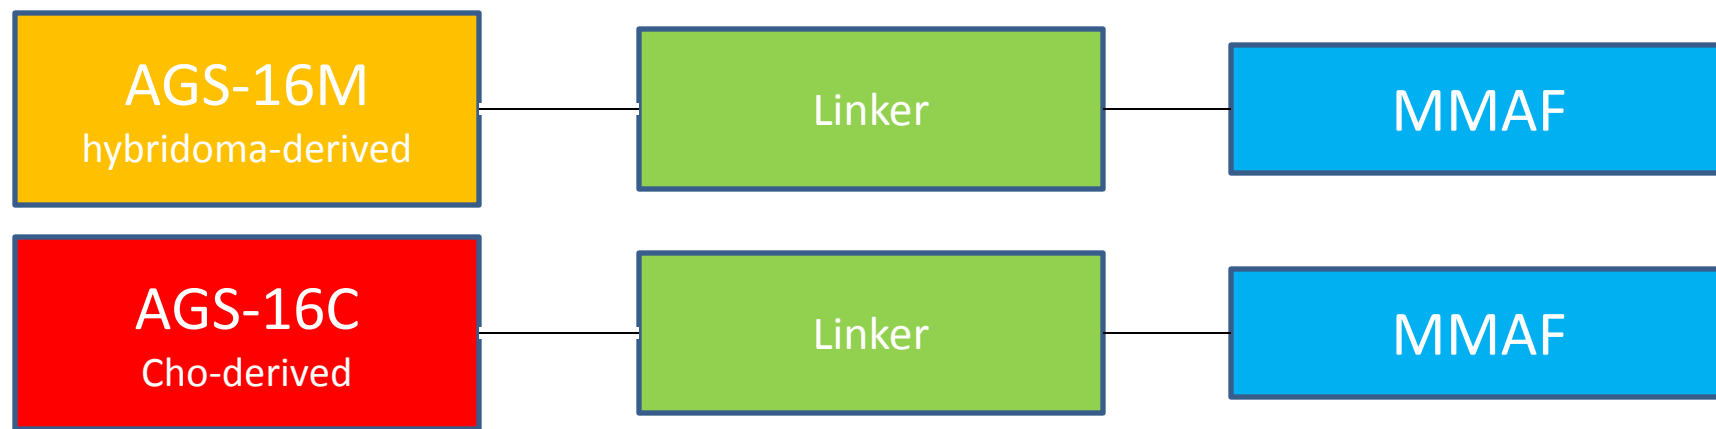 AGS-16M
hybridoma-derived
Linker
MMAF
AGS-16C
Cho-derived
Linker
MMAF